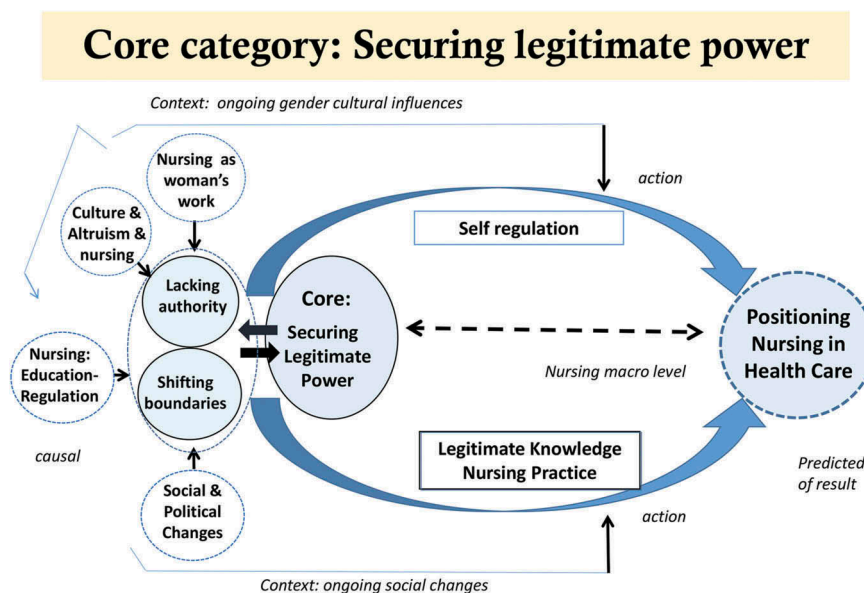 Core category: Securing legitimate power
Context:  ongoing gender cultural influences
Nursing as
woman's
work
action
Culture &
Altruism &
nursing
Self regulation
Lacking
authority
Core:
Securing
Legitimate
Power
Positioning
Nursing in
Health Care
Nursing:
Education-
Regulation
Shifting
boundaries
Nursing macro level
causal
Legitimate Knowledge
Nursing Practice
Predicted
of result
Social &
Political
Changes
action
Context: ongoing social changes